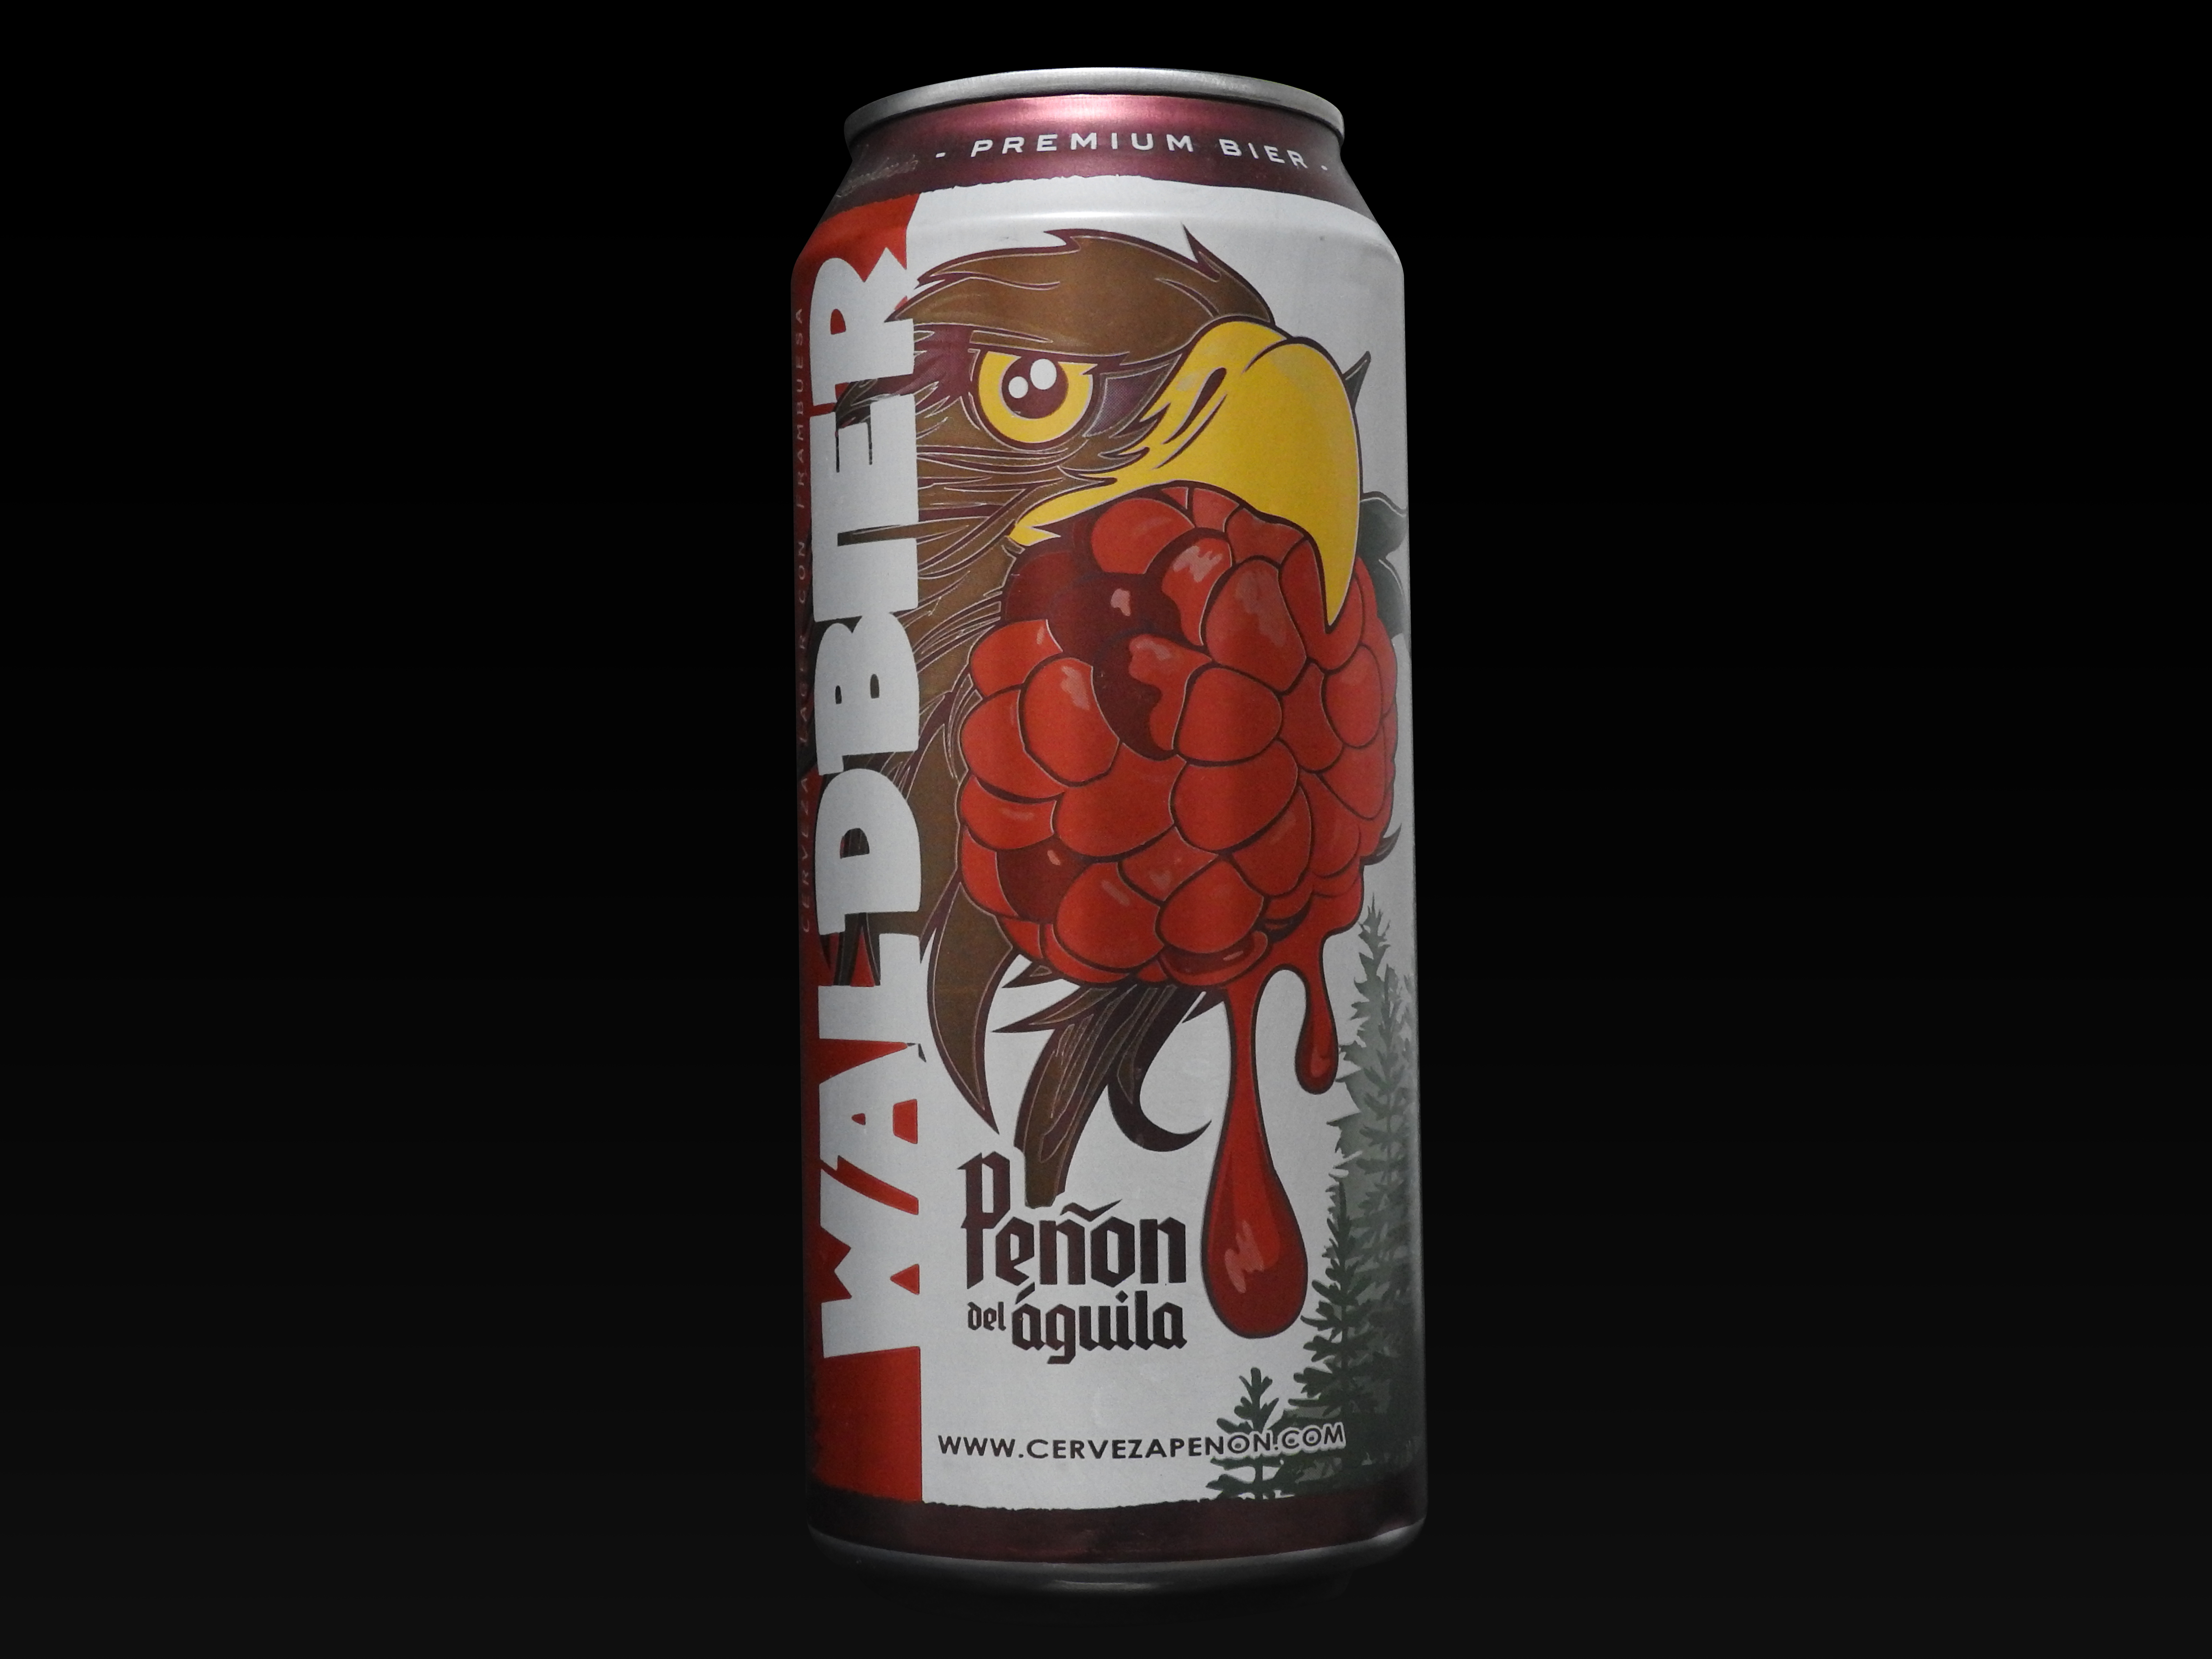 - PREMIUM BIER -
WALDBIER
CERVEZA LAGER CON FRAMBUESA
Peñon
del águila
WWW.CERVEZAPENON.COM